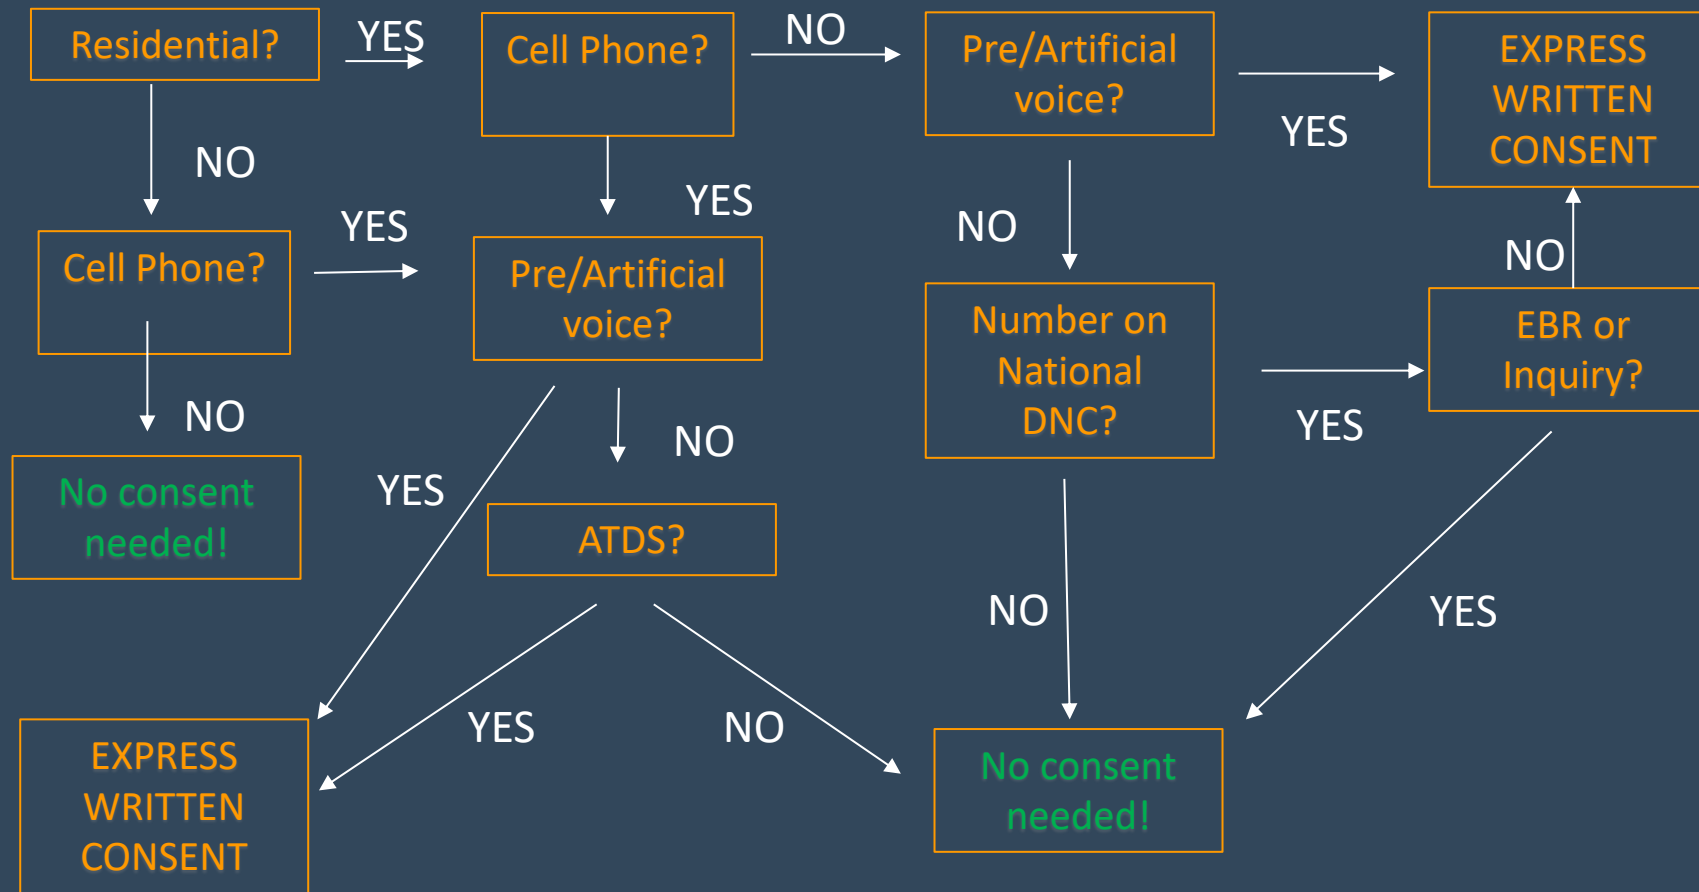 Residential?
YES
Cell Phone?
NO
Pre/Artificial
voice?
YES
EXPRESS
WRITTEN
CONSENT
NO
Cell Phone?
YES
YES
Pre/Artificial
voice?
NO
Number on
National
DNC?
YES
NO
EBR or
Inquiry?
NO
No consent
needed!
YES
NO
ATDS?
YES
NO
NO
YES
EXPRESS
WRITTEN
CONSENT
No consent
needed!